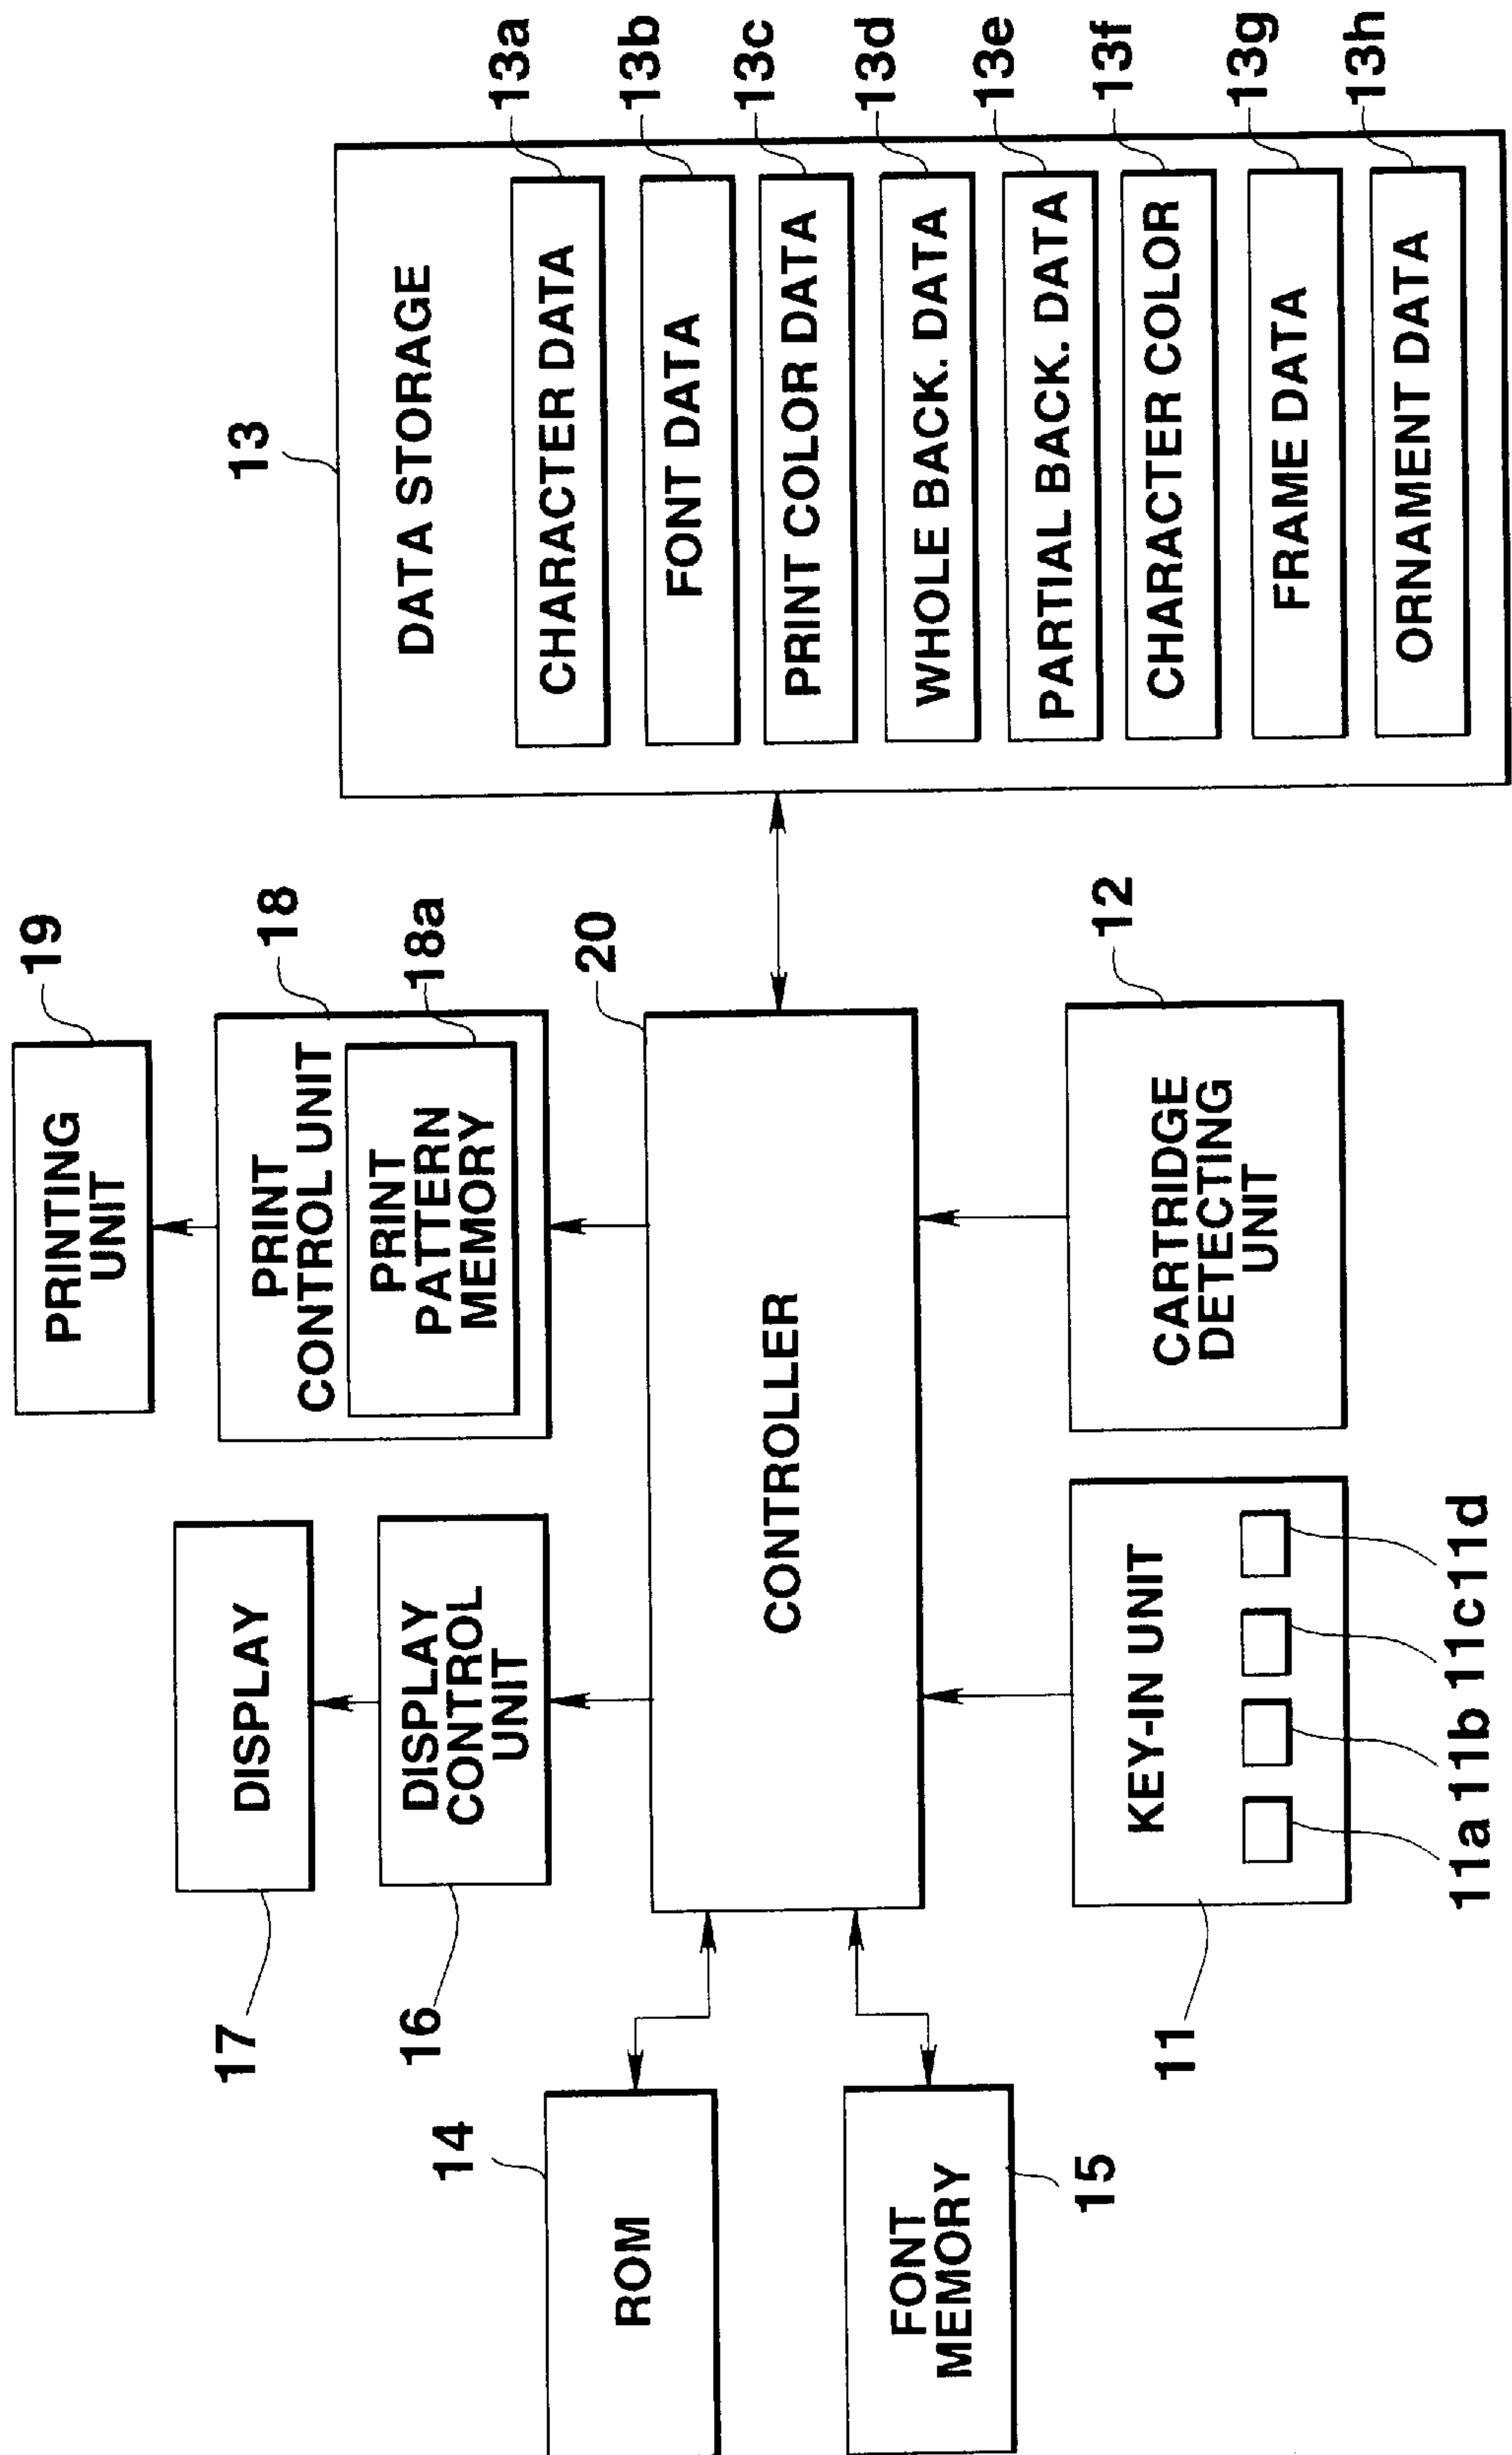 19
PRINTING
UNIT
17
DISPLAY
18
PRINT
CONTROL UNIT
18a
PRINT
PATTERN
MEMORY
16
DISPLAY
CONTROL
UNIT
14
ROM
15
FONT
MEMORY
20
CONTROLLER
11
KEY-IN UNIT
11a 11b 11c 11d
12
CARTRIDGE
DETECTING
UNIT
13
DATA STORAGE
CHARACTER DATA 13a
FONT DATA 13b
PRINT COLOR DATA 13c
WHOLE BACK. DATA 13d
PARTIAL BACK. DATA 13e
CHARACTER COLOR 13f
FRAME DATA 13g
ORNAMENT DATA 13h